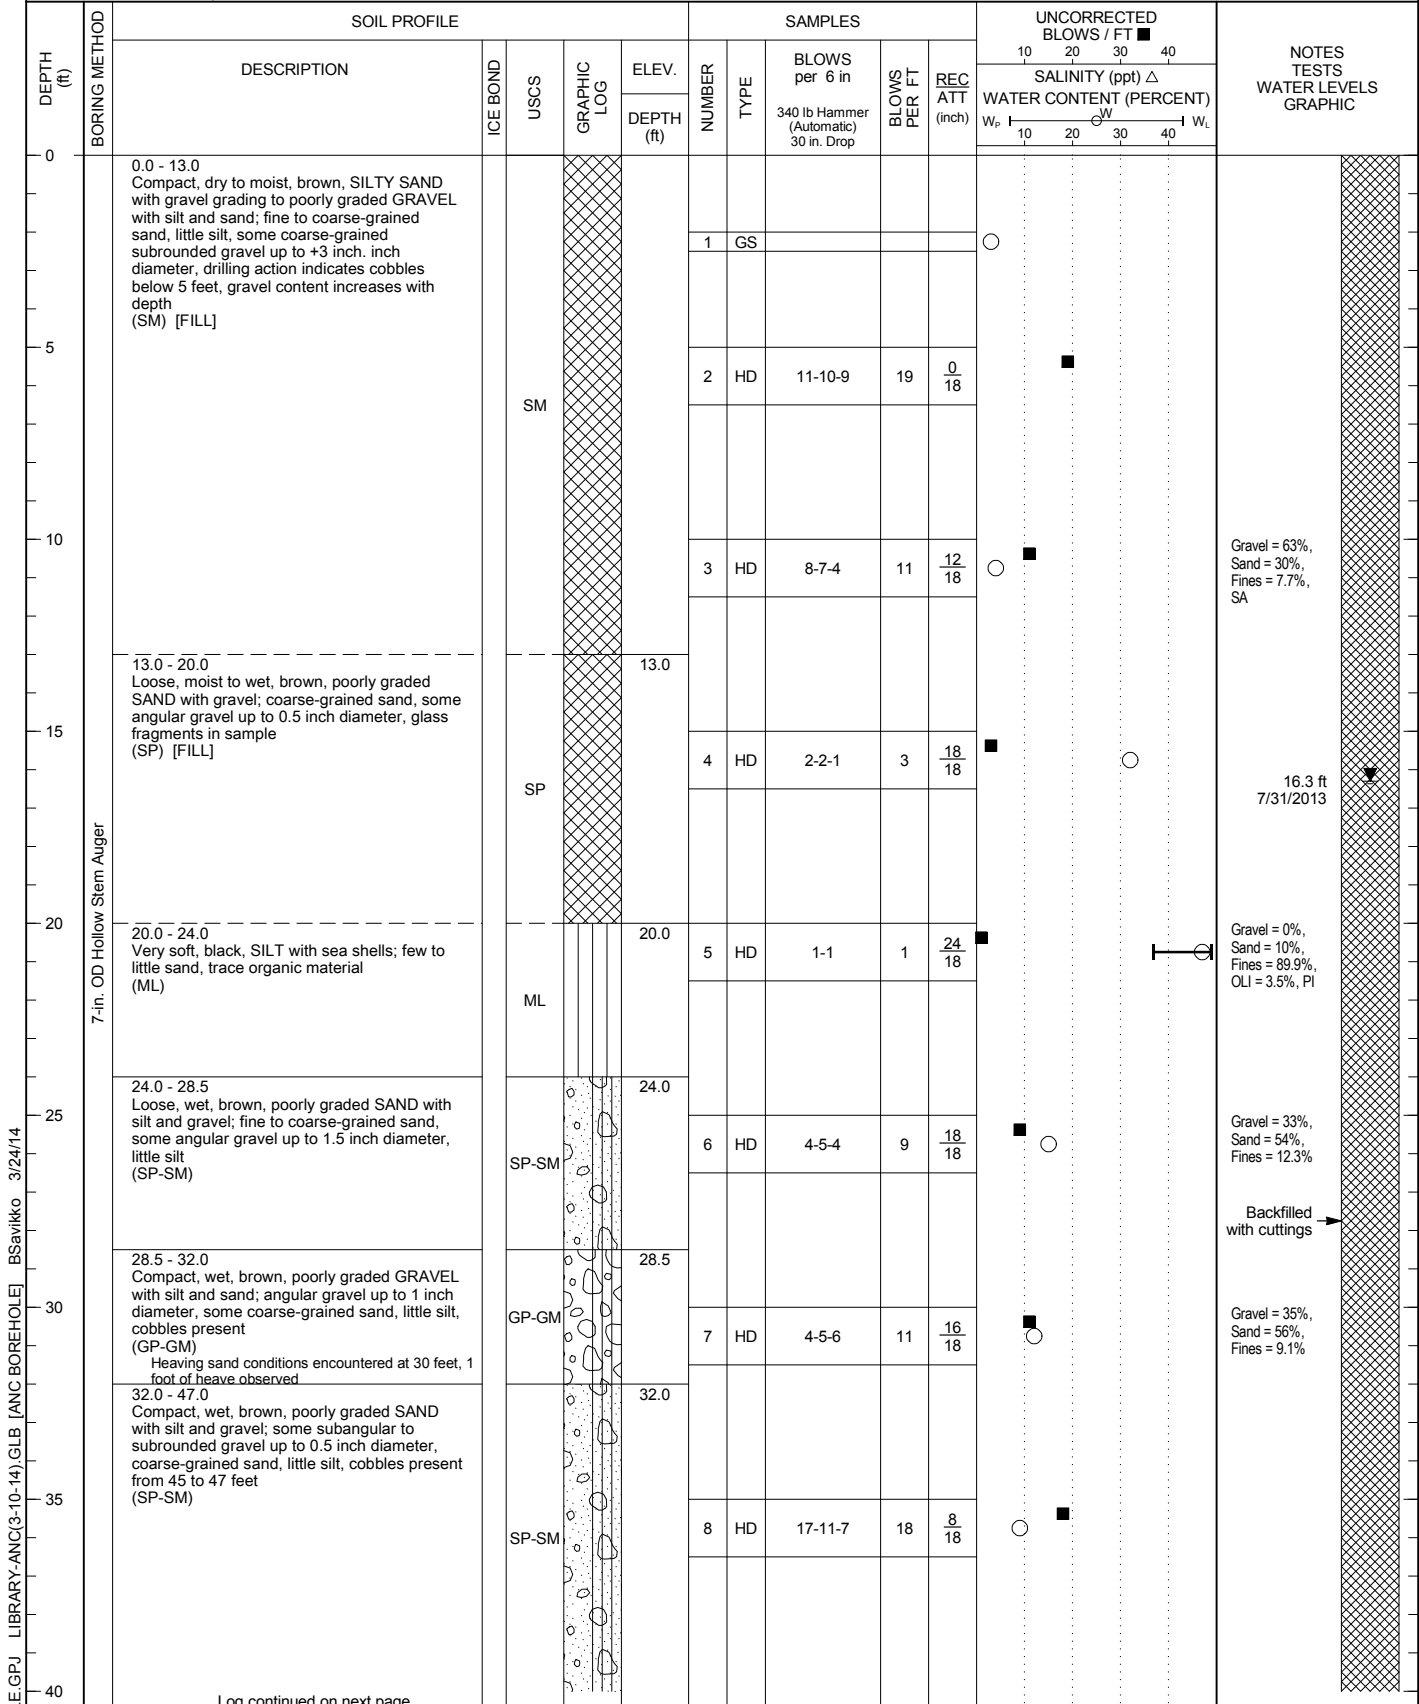 DEPTH
(ft)
BORING METHOD
SOIL PROFILE
DESCRIPTION
ICE BOND
USCS
GRAPHIC
LOG
ELEV.
DEPTH
(ft)
SAMPLES
NUMBER
TYPE
BLOWS
per 6 in
340 lb Hammer
(Automatic)
30 in. Drop
BLOWS
PER FT
REC
ATT
(inch)
UNCORRECTED
BLOWS / FT ■
10 20 30 40
SALINITY (ppt) △
WATER CONTENT (PERCENT)
WP W WL
10 20 30 40
NOTES
TESTS
WATER LEVELS
GRAPHIC
0
5
10
15
20
25
30
35
40
7-in. OD Hollow Stem Auger
0.0 - 13.0
Compact, dry to moist, brown, SILTY SAND
with gravel grading to poorly graded GRAVEL
with silt and sand; fine to coarse-grained
sand, little silt, some coarse-grained
subrounded gravel up to +3 inch. inch
diameter, drilling action indicates cobbles
below 5 feet, gravel content increases with
depth
(SM) [FILL]
SM
13.0 - 20.0
Loose, moist to wet, brown, poorly graded
SAND with gravel; coarse-grained sand, some
angular gravel up to 0.5 inch diameter, glass
fragments in sample
(SP) [FILL]
SP
13.0
20.0 - 24.0
Very soft, black, SILT with sea shells; few to
little sand, trace organic material
(ML)
ML
20.0
24.0 - 28.5
Loose, wet, brown, poorly graded SAND with
silt and gravel; fine to coarse-grained sand,
some angular gravel up to 1.5 inch diameter,
little silt
(SP-SM)
SP-SM
24.0
28.5 - 32.0
Compact, wet, brown, poorly graded GRAVEL
with silt and sand; angular gravel up to 1 inch
diameter, some coarse-grained sand, little silt,
cobbles present
(GP-GM)
Heaving sand conditions encountered at 30 feet, 1
foot of heave observed
GP-GM
28.5
32.0 - 47.0
Compact, wet, brown, poorly graded SAND
with silt and gravel; some subangular to
subrounded gravel up to 0.5 inch diameter,
coarse-grained sand, little silt, cobbles present
from 45 to 47 feet
(SP-SM)
SP-SM
32.0
Log continued on next page
1 GS
2 HD 11-10-9 19 0/18
3 HD 8-7-4 11 12/18
4 HD 2-2-1 3 18/18
5 HD 1-1 1 24/18
6 HD 4-5-4 9 18/18
7 HD 4-5-6 11 16/18
8 HD 17-11-7 18 8/18
Gravel = 63%,
Sand = 30%,
Fines = 7.7%,
SA
16.3 ft
7/31/2013
Gravel = 0%,
Sand = 10%,
Fines = 89.9%,
OLI = 3.5%, PI
Gravel = 33%,
Sand = 54%,
Fines = 12.3%
Backfilled
with cuttings
Gravel = 35%,
Sand = 56%,
Fines = 9.1%
E.GPJ LIBRARY-ANC(3-10-14).GLB [ANC BOREHOLE] BSavikko 3/24/14